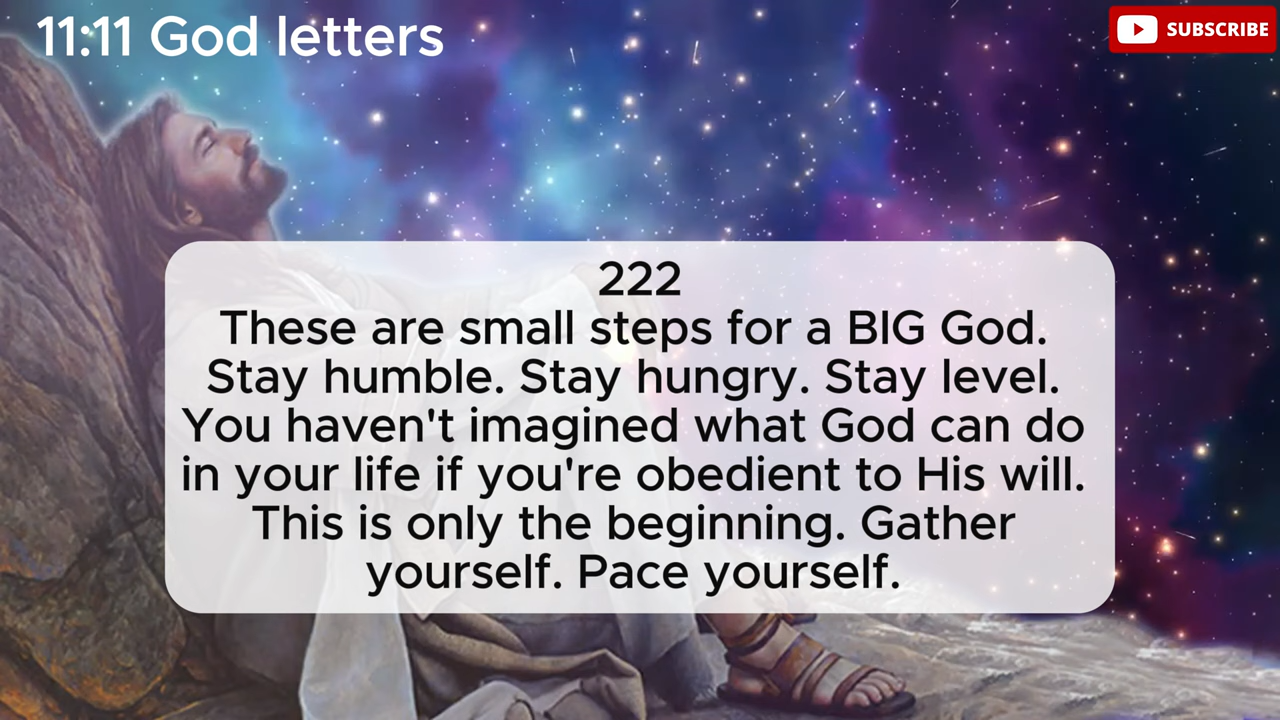 11:11 God letters
SUBSCRIBE
222
These are small steps for a BIG God.
Stay humble. Stay hungry. Stay level.
You haven't imagined what God can do
in your life if you're obedient to His will.
This is only the beginning. Gather
yourself. Pace yourself.